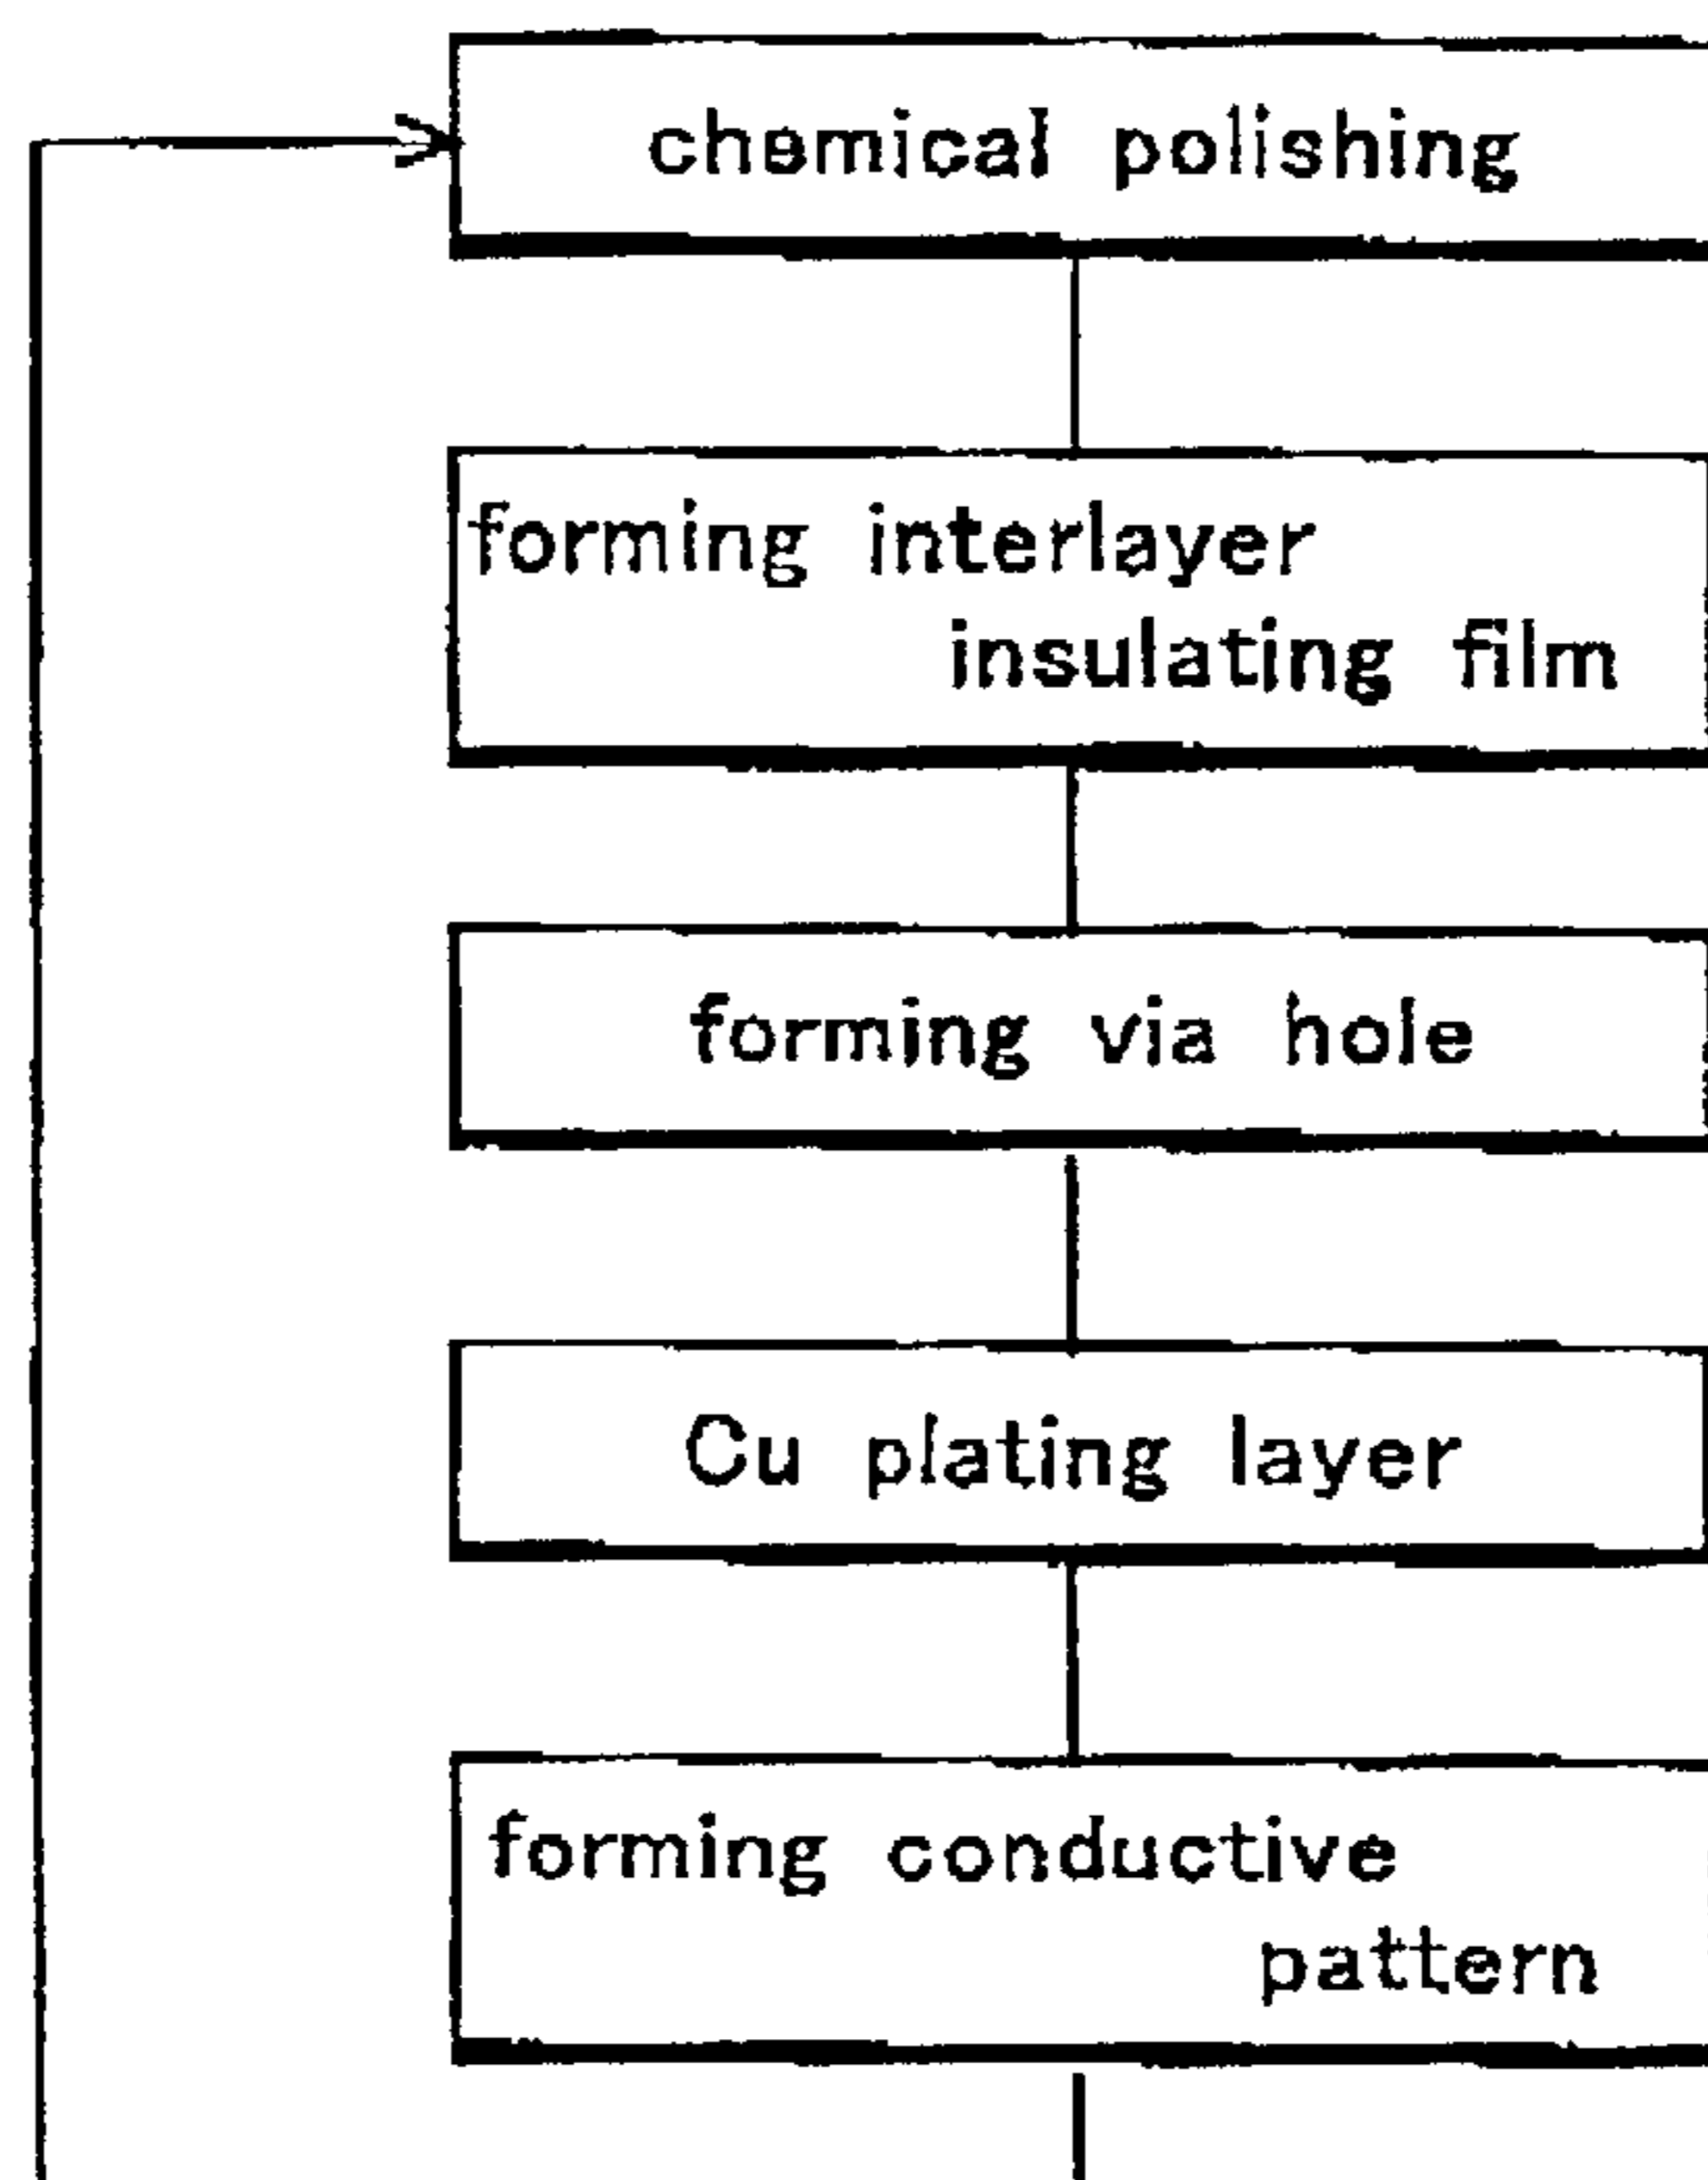 chemical polishing
forming interlayer
insulating film
forming via hole
Cu plating layer
forming conductive
pattern